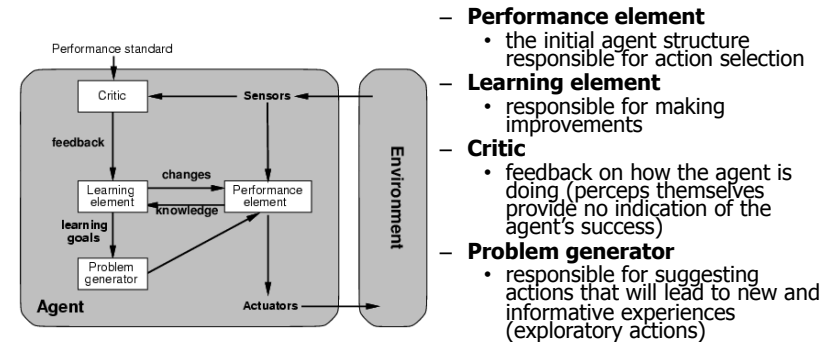 Performance standard
Critic
Sensors
feedback
changes
Learning
element
Performance
element
knowledge
learning
goals
Problem
generator
Agent
Actuators
Environment
– Performance element
• the initial agent structure
responsible for action selection
– Learning element
• responsible for making
improvements
– Critic
• feedback on how the agent is
doing (perceps themselves
provide no indication of the
agent's success)
– Problem generator
• responsible for suggesting
actions that will lead to new and
informative experiences
(exploratory actions)